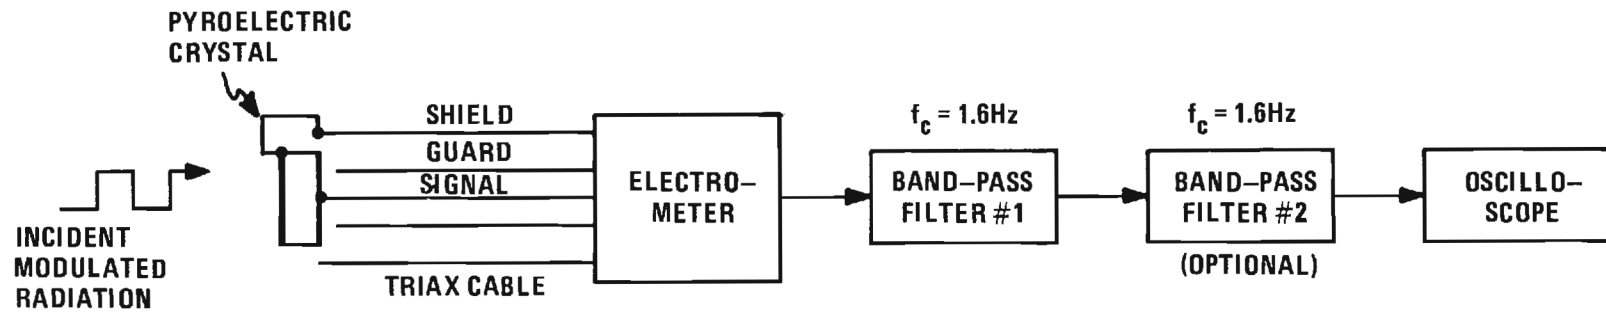 PYROELECTRIC
CRYSTAL
SHIELD
GUARD
SIGNAL
TRIAX CABLE
INCIDENT
MODULATED
RADIATION
ELECTRO–
METER
f_c = 1.6Hz
BAND–PASS
FILTER #1
f_c = 1.6Hz
BAND–PASS
FILTER #2
(OPTIONAL)
OSCILLO–
SCOPE